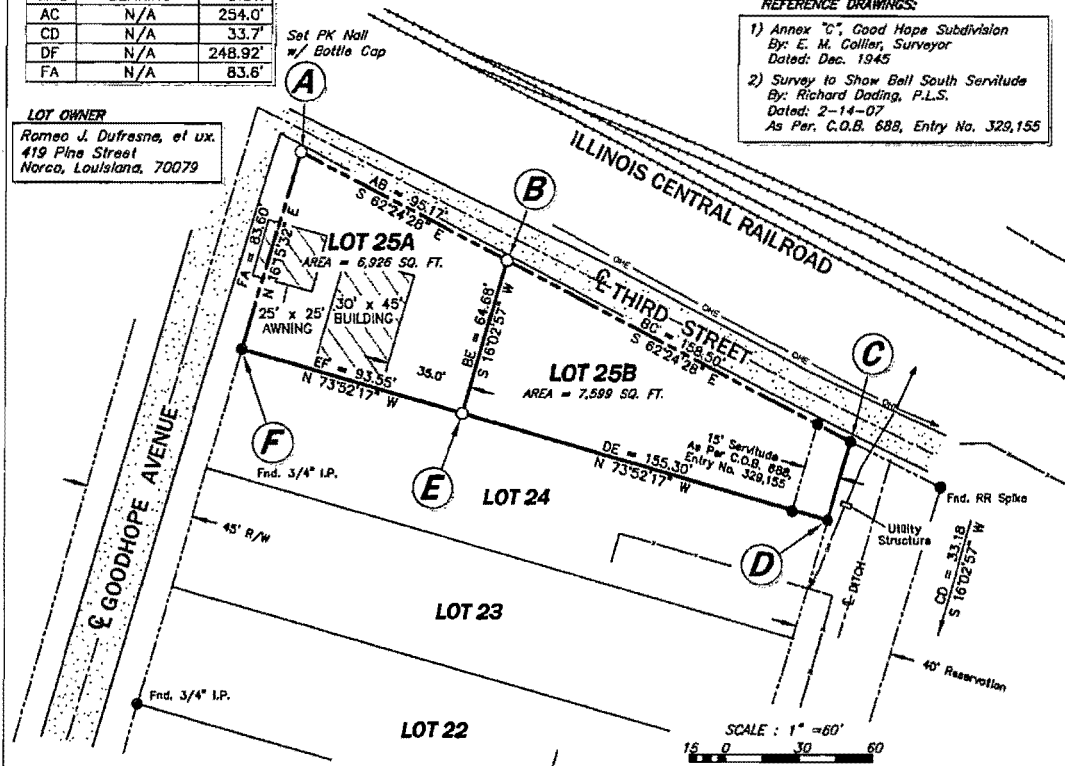 AC N/A 254.0'
CD N/A 33.7'
DF N/A 248.92'
FA N/A 83.6'
LOT OWNER
Romeo J. Dufresne, et ux.
419 Pine Street
Norco, Louisiana, 70079
Set PK Nail
w/ Bottle Cap
REFERENCE DRAWINGS:
1) Annex "C", Good Hope Subdivision
By: E. M. Collier, Surveyor
Dated: Dec. 1945
2) Survey to Show Bell South Servitude
By: Richard Dading, P.L.S.
Dated: 2-14-07
As Per. C.O.B. 688, Entry No. 329,155
ILLINOIS CENTRAL RAILROAD
A
B
C
AB = 95.17'
S 62°24'28" E
LOT 25A
AREA = 6,926 SQ. FT.
FA = 83.60'
N 16°15'32" E
25' x 25'
AWNING
30' x 45'
BUILDING
35.0'
EF = 93.55'
N 73°52'17" W
BE = 64.68'
S 16°02'57" W
OHE
OHE
OHE
OHE
℄ THIRD STREET
BC = 158.50'
S 62°24'28" E
LOT 25B
AREA = 7,599 SQ. FT.
15' Servitude
As Per C.O.B. 688,
Entry No. 329,155
DE = 155.30'
N 73°52'17" W
F
E
D
Fnd. 3/4" I.P.
Fnd. RR Spike
Utility
Structure
℄ DITCH
CD = 33.18
S 16°02'57" W
40' Reservation
LOT 24
45' R/W
℄ GOODHOPE AVENUE
LOT 23
Fnd. 3/4" I.P.
LOT 22
SCALE : 1" =60'
15 0 30 60